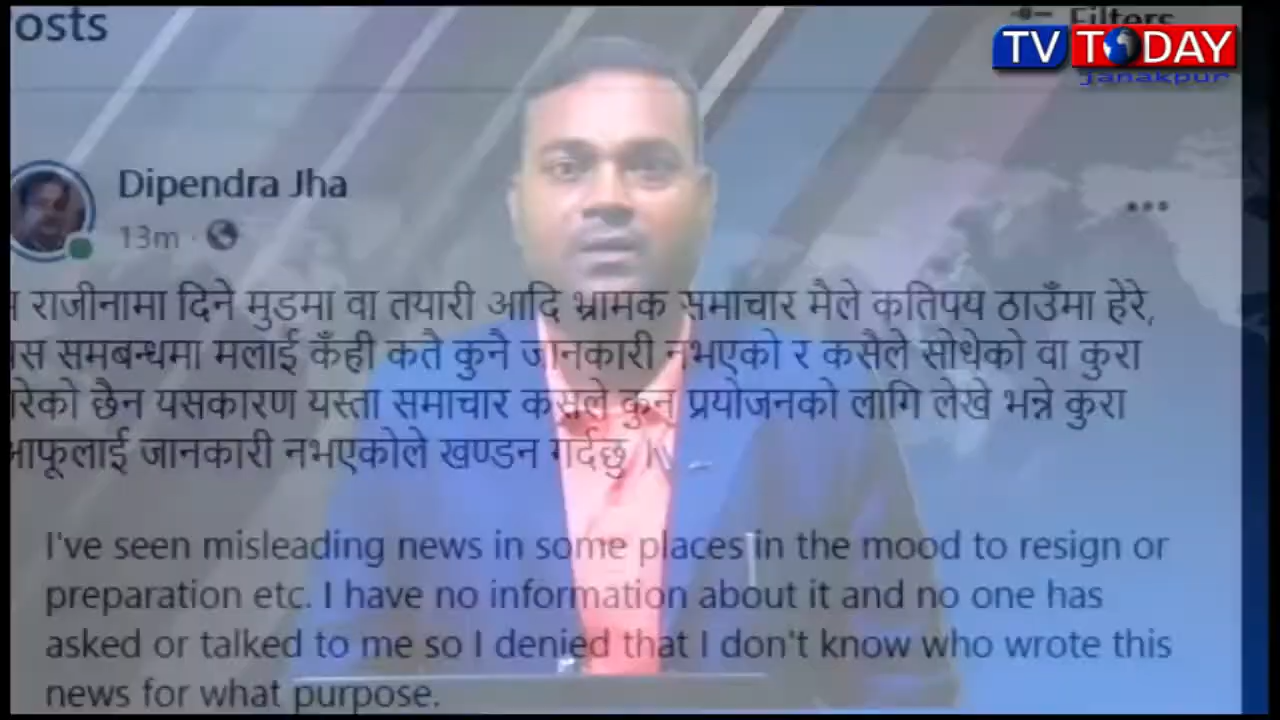 osts
Filters
TV TODAY
Janakpur
Dipendra Jha
13m
राजीनामा दिने मुडमा वा तयारी आदि भ्रामक समाचार मैले कतिपय ठाउँमा हेरे,
समबन्धमा मलाई कँही कतै कुनै जानकारी नभएको र कसैले सोधेको वा कुरा
छैन यसकारण यस्ता समाचार कसले कुन प्रयोजनको लागि लेखे भन्ने कुरा
जानकारी नभएकोले खण्डन गर्दछु ।
I've seen misleading news in some places in the mood to resign or
preparation etc. I have no information about it and no one has
asked or talked to me so I denied that I don't know who wrote this
news for what purpose.